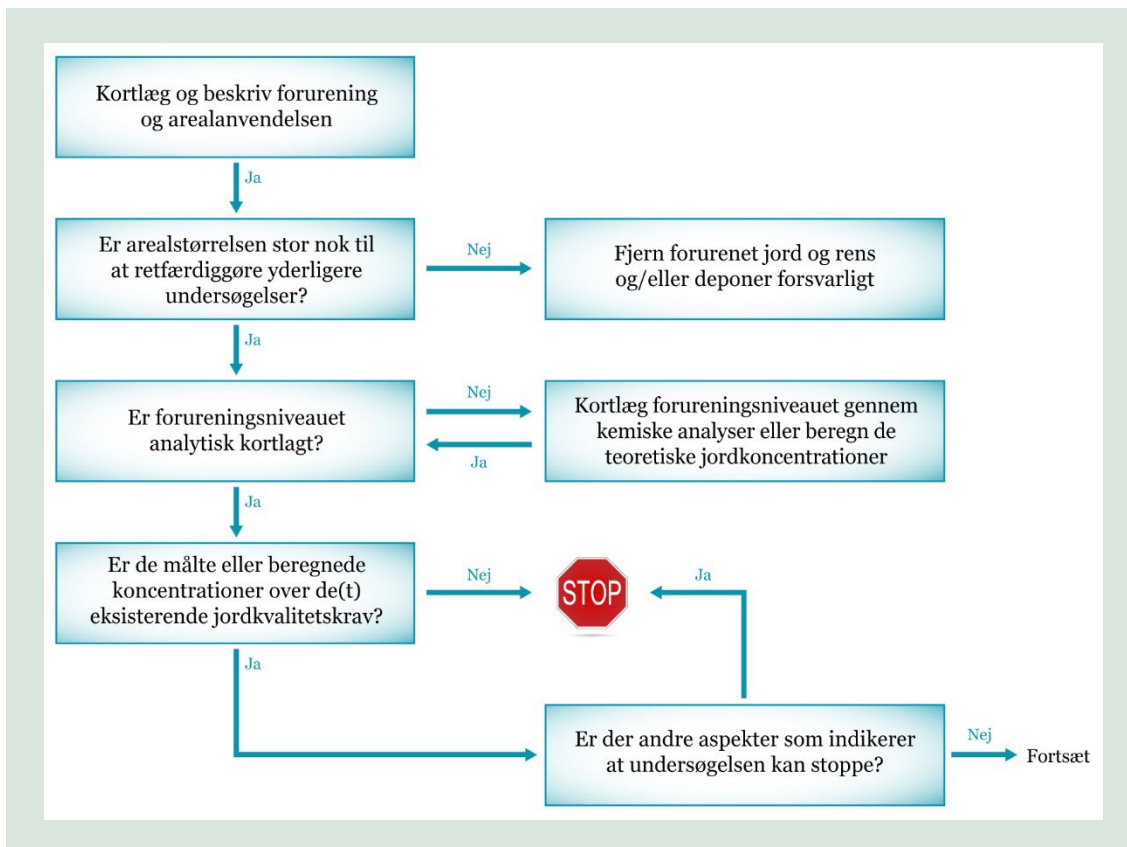 Kortlæg og beskriv forurening
og arealanvendelsen
Ja
Er arealstørrelsen stor nok til
at retfærdiggøre yderligere
undersøgelser?
Nej
Fjern forurenet jord og rens
og/eller deponer forsvarligt
Ja
Er forureningsniveauet
analytisk kortlagt?
Nej
Ja
Kortlæg forureningsniveauet gennem
kemiske analyser eller beregn de
teoretiske jordkoncentrationer
Ja
Er de målte eller beregnede
koncentrationer over de(t)
eksisterende jordkvalitetskrav?
Nej
STOP
Ja
Ja
Er der andre aspekter som indikerer
at undersøgelsen kan stoppe?
Nej
Fortsæt